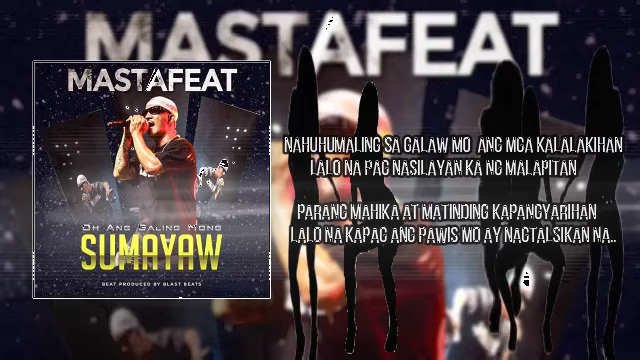 MASTAFEAT
MASTAFEAT
OH ANG GALING MONG
SUMAYAW
BEAT PRODUCED BY BLAST BEATS
NAHUHUMALING SA GALAW MO ANG MGA KALALAKIHAN
LALO NA PAG NASILAYAN KA NG MALAPITAN
PARANG MAHIKA AT MATINDING KAPANGYARIHAN
LALO NA KAPAG ANG PAWIS MO AY NAGTALSIKAN NA..